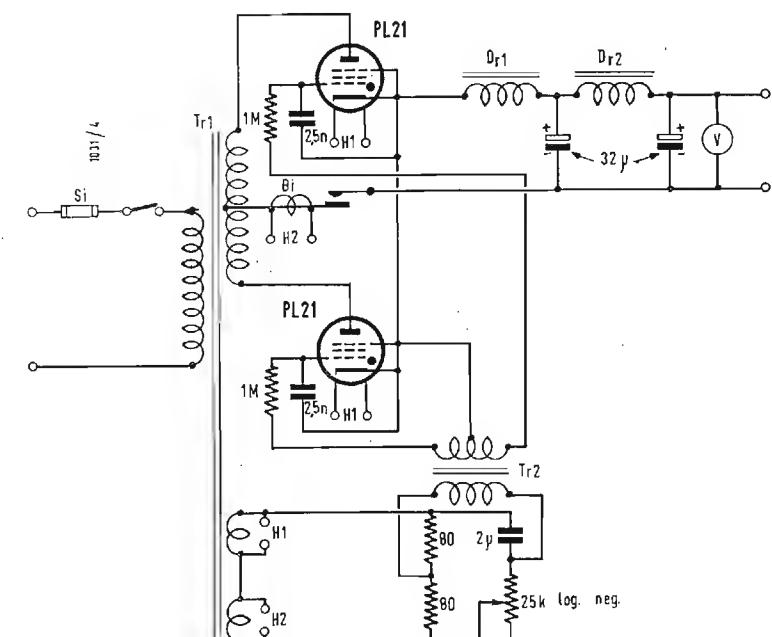 PL21
Dr1
Dr2
Tr1
1M
2,5n
H1
1031/4
+
+
V
32µ
-
-
Si
Bi
H2
PL21
1M
2,5n
H1
Tr2
H1
80
2µ
H2
80
25k log. neg.